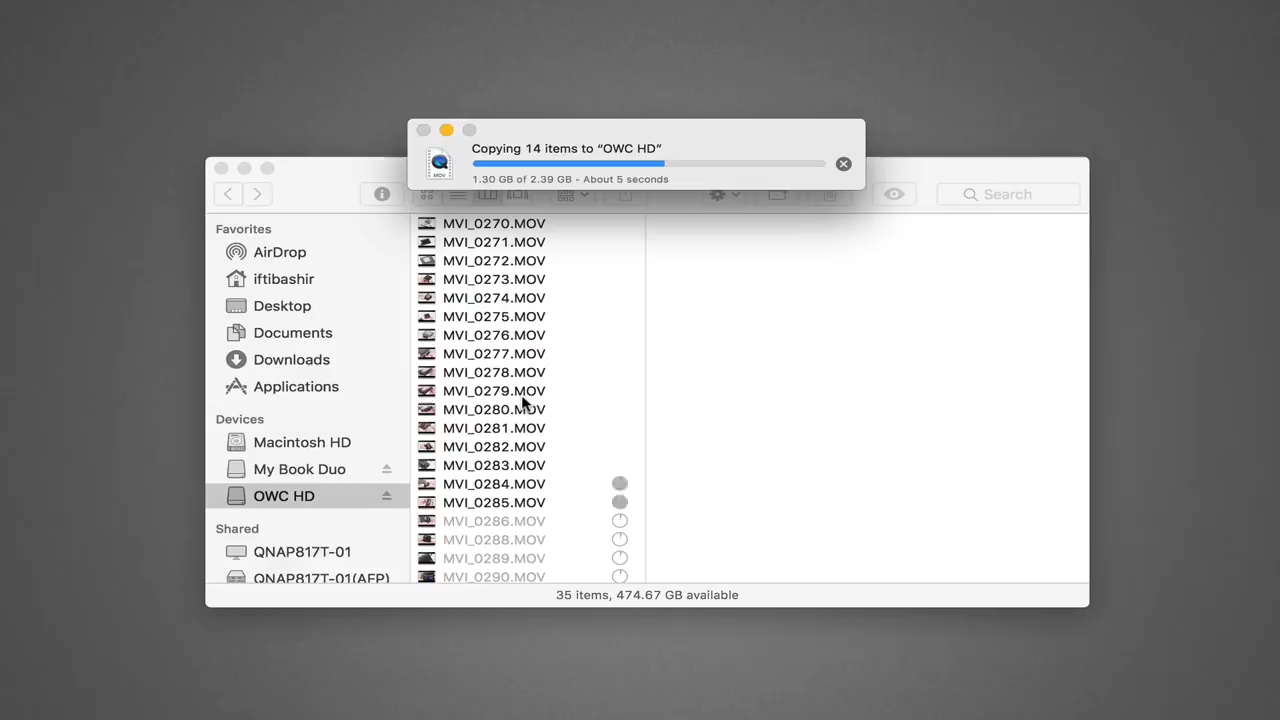 Copying 14 items to “OWC HD”
MOV
1.30 GB of 2.39 GB - About 5 seconds
Search
Favorites
AirDrop
iftibashir
Desktop
Documents
Downloads
Applications
Devices
Macintosh HD
My Book Duo
OWC HD
Shared
QNAP817T-01
QNAP817T-01(AFP)
MVI_0270.MOV
MVI_0271.MOV
MVI_0272.MOV
MVI_0273.MOV
MVI_0274.MOV
MVI_0275.MOV
MVI_0276.MOV
MVI_0277.MOV
MVI_0278.MOV
MVI_0279.MOV
MVI_0280.MOV
MVI_0281.MOV
MVI_0282.MOV
MVI_0283.MOV
MVI_0284.MOV
MVI_0285.MOV
MVI_0286.MOV
MVI_0288.MOV
MVI_0289.MOV
MVI_0290.MOV
35 items, 474.67 GB available